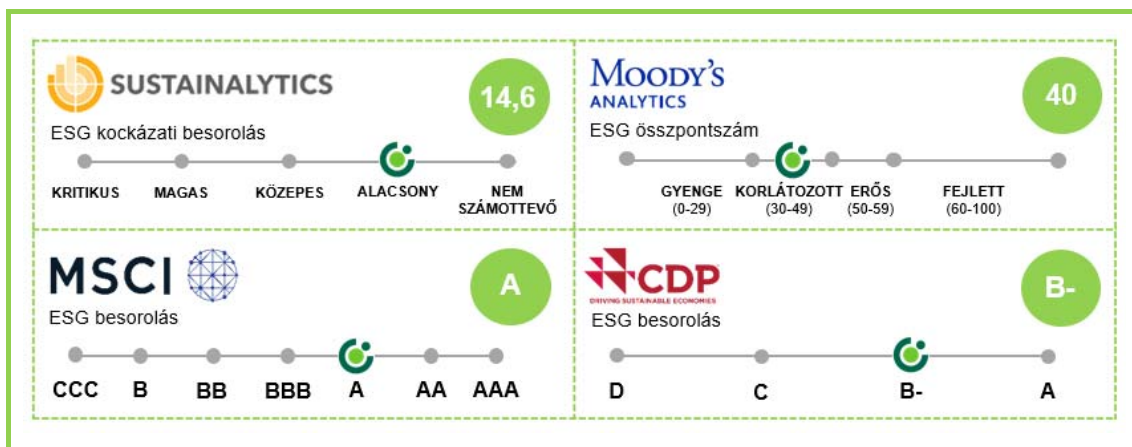 SUSTAINALYTICS
14,6
ESG kockázati besorolás
KRITIKUS MAGAS KÖZEPES ALACSONY NEM SZÁMOTTEVŐ
MOODY'S
ANALYTICS
40
ESG összpontszám
GYENGE KORLÁTOZOTT ERŐS FEJLETT
(0-29) (30-49) (50-59) (60-100)
MSCI
A
ESG besorolás
CCC B BB BBB A AA AAA
CDP
DRIVING SUSTAINABLE ECONOMIES
B-
ESG besorolás
D C B- A